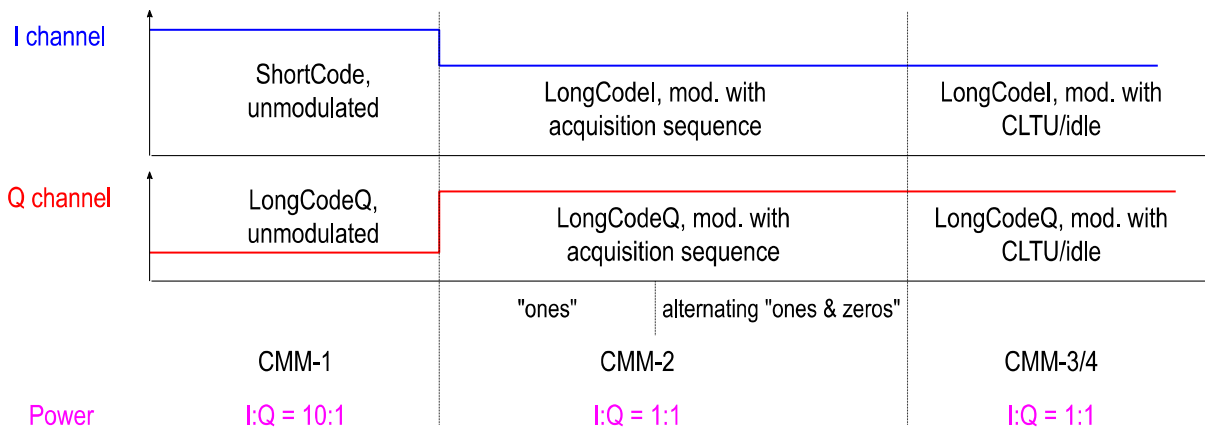 I channel
ShortCode,
unmodulated
LongCodeI, mod. with
acquisition sequence
LongCodeI, mod. with
CLTU/idle
Q channel
LongCodeQ,
unmodulated
LongCodeQ, mod. with
acquisition sequence
LongCodeQ, mod. with
CLTU/idle
"ones"
alternating "ones & zeros"
CMM-1
CMM-2
CMM-3/4
Power
I:Q = 10:1
I:Q = 1:1
I:Q = 1:1